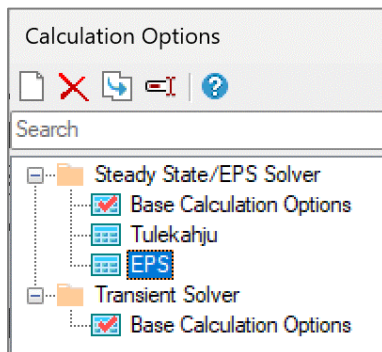 Calculation Options
Search
Steady State/EPS Solver
Base Calculation Options
Tulekahju
EPS
Transient Solver
Base Calculation Options